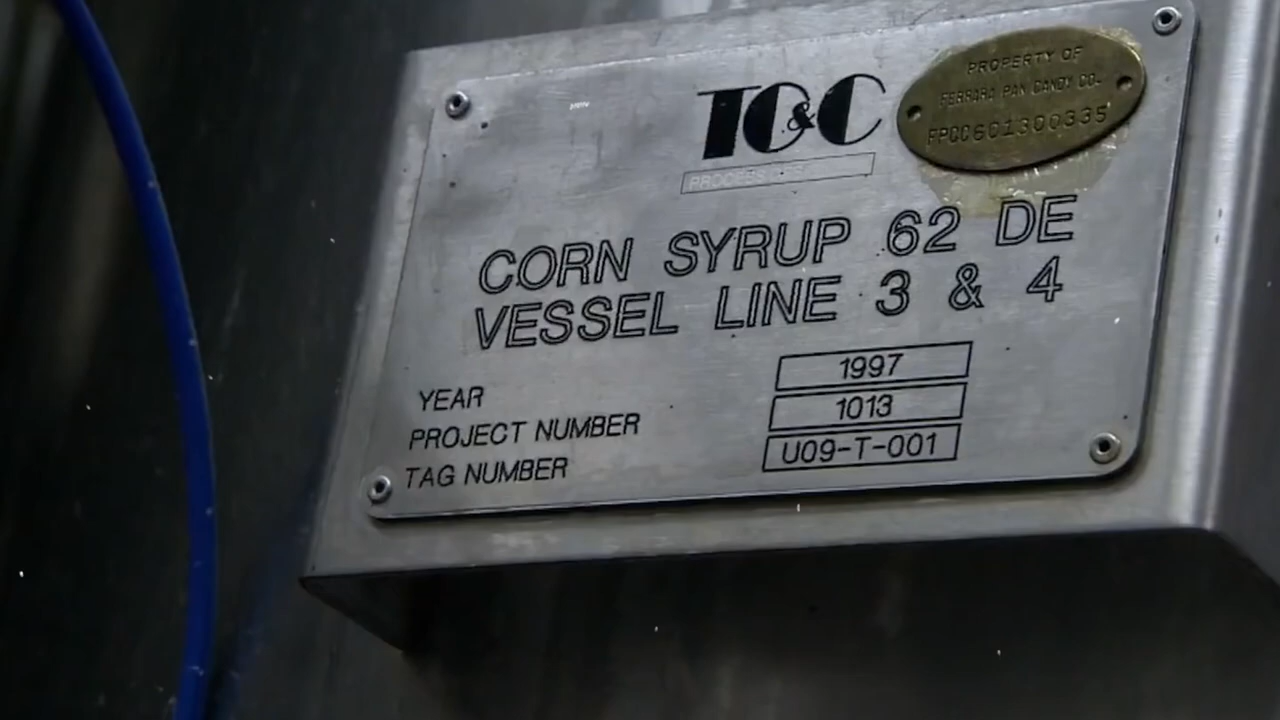 T&C
PROPERTY OF
FERRARA PAN CANDY CO.
FPCC601300335
PROCESS
CORN SYRUP 62 DE
VESSEL LINE 3 & 4
YEAR 1997
PROJECT NUMBER 1013
TAG NUMBER U09-T-001